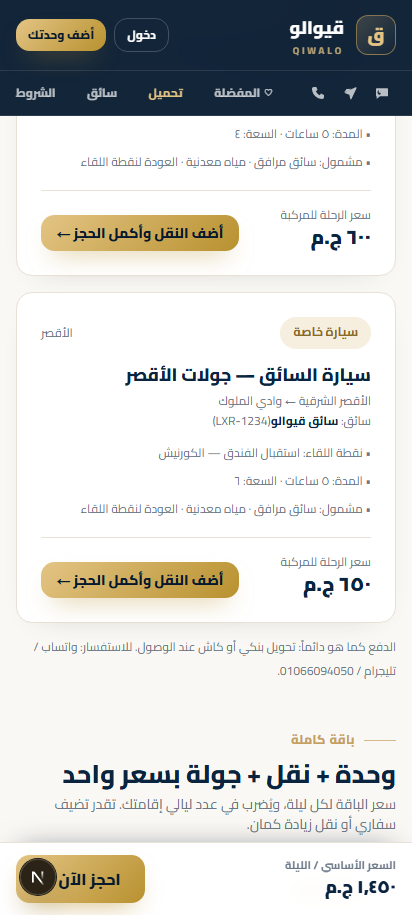 ق
قيوالو
QIWALO
دخول
أضف وحدتك
♡ المفضلة
تحميل
سائق
الشروط
▪ المدة: ٥ ساعات · السعة: ٤
▪ مشمول: سائق مرافق · مياه معدنية · العودة لنقطة اللقاء
سعر الرحلة للمركبة
٦٠٠ ج.م
أضف النقل وأكمل الحجز ←
سيارة خاصة
الأقصر
سيارة السائق — جولات الأقصر
الأقصر الشرقية ← وادي الملوك
سائق: سائق قيوالو(LXR-1234)
▪ نقطة اللقاء: استقبال الفندق — الكورنيش
▪ المدة: ٥ ساعات · السعة: ٦
▪ مشمول: سائق مرافق · مياه معدنية · العودة لنقطة اللقاء
سعر الرحلة للمركبة
٦٥٠ ج.م
أضف النقل وأكمل الحجز ←
الدفع كما هو دائماً: تحويل بنكي أو كاش عند الوصول. للاستفسار: واتساب /
تليجرام / 01066094050.
باقة كاملة
وحدة + نقل + جولة بسعر واحد
سعر الباقة لكل ليلة، ويُضرب في عدد ليالي إقامتك. تقدر تضيف
سفاري أو نقل زيادة كمان.
السعر الأساسي / الليلة
١٬٤٥٠ ج.م
احجز الآن
N